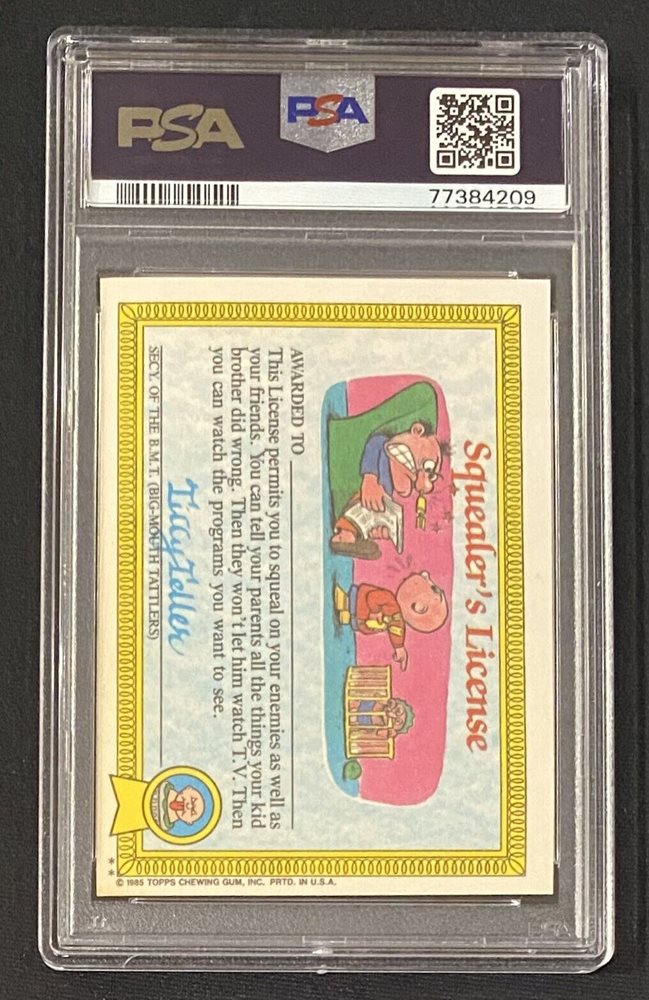 PSA
PSA
77384209
Squealer's License
AWARDED TO
This License permits you to squeal on your enemies as well as
your friends. You can tell your parents all the things your kid
brother did wrong. Then they won't let him watch T.V. Then
you can watch the programs you want to see.
SECY. OF THE B.M.T. (BIG-MOUTH TATTLERS)
**
© 1985 TOPPS CHEWING GUM, INC. PRTD. IN U.S.A.
PSA